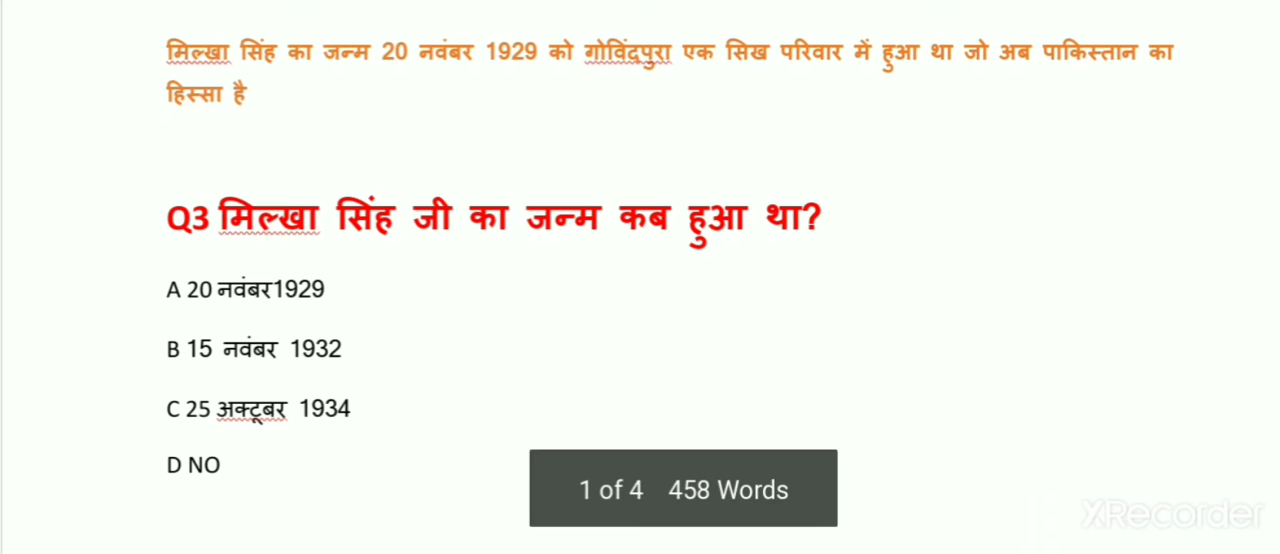 मिल्खा सिंह का जन्म 20 नवंबर 1929 को गोविंदपुरा एक सिख परिवार में हुआ था जो अब पाकिस्तान का
हिस्सा है
Q3 मिल्खा सिंह जी का जन्म कब हुआ था?
A 20 नवंबर1929
B 15 नवंबर 1932
C 25 अक्टूबर 1934
D NO
1 of 4 458 Words
XRecorder